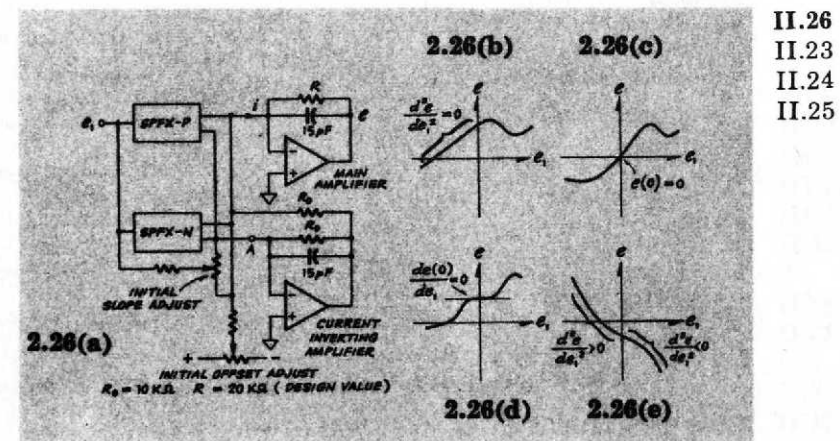 II.26
II.23
II.24
II.25
2.26(b)
2.26(c)
e₁
SPFX-P
i
R
15pF
e
MAIN
AMPLIFIER
d²e/de₁² = 0
e
e₁
e
e₁
e(0) = 0
SPFX-N
R₀
R₀
A
15pF
INITIAL
SLOPE ADJUST
CURRENT
INVERTING
AMPLIFIER
2.26(a)
+
−
INITIAL OFFSET ADJUST
R₀ = 10 KΩ R = 20 KΩ (DESIGN VALUE)
e
de(0)/de₁ = 0
e₁
e
e₁
d²e/de₁² > 0
d²e/de₁² < 0
2.26(d)
2.26(e)